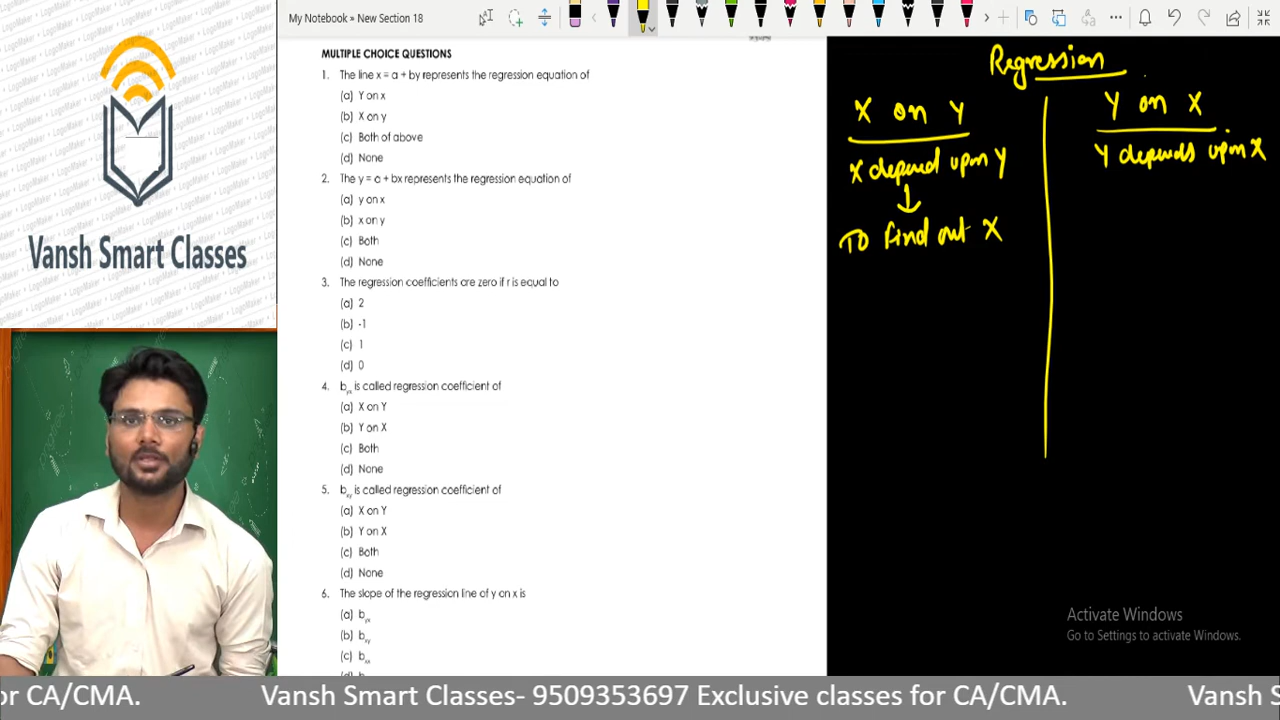 My Notebook > New Section 18
MULTIPLE CHOICE QUESTIONS
1. The line x = a + by represents the regression equation of
(a) Y on x
(b) X on y
(c) Both of above
(d) None
2. The y = a + bx represents the regression equation of
(a) y on x
(b) x on y
(c) Both
(d) None
3. The regression coefficients are zero if r is equal to
(a) 2
(b) -1
(c) 1
(d) 0
4. byx is called regression coefficient of
(a) X on Y
(b) Y on X
(c) Both
(d) None
5. bxy is called regression coefficient of
(a) X on Y
(b) Y on X
(c) Both
(d) None
6. The slope of the regression line of y on x is
(a) byx
(b) bxy
(c) bxx
Regression
X on Y
X depend upon Y
To find out X
Y on X
Y depends upon X
Vansh Smart Classes
Activate Windows
Go to Settings to activate Windows.
or CA/CMA. Vansh Smart Classes- 9509353697 Exclusive classes for CA/CMA. Vansh S